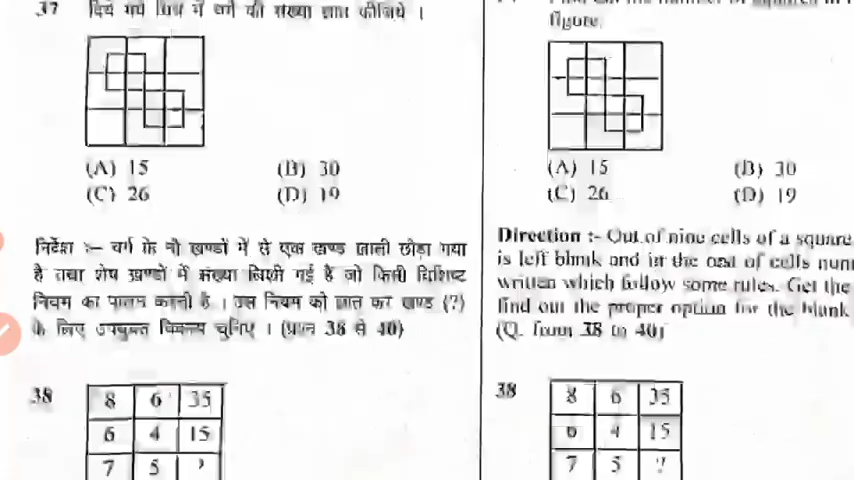 37 दिये गये चित्र में वर्ग की संख्या ज्ञात कीजिये ।
(A) 15 (B) 30
(C) 26 (D) 19
निर्देश :– वर्ग के नौ खण्डों में से एक खण्ड खाली छोड़ा गया
है तथा शेष खण्डों में संख्या लिखी गई है जो किसी विशिष्ट
नियम का पालन करती है । उस नियम को ज्ञात कर खण्ड (?)
के लिए उपयुक्त विकल्प चुनिए । (प्रश्न 38 से 40)
38
8 6 35
6 4 15
7 5 ?
figure.
(A) 15 (B) 30
(C) 26 (D) 19
Direction :- Out of nine cells of a square
is left blank and in the rest of cells num
written which follow some rules. Get the
find out the proper option for the blank
(Q. from 38 to 40)
38
8 6 35
6 4 15
7 5 ?